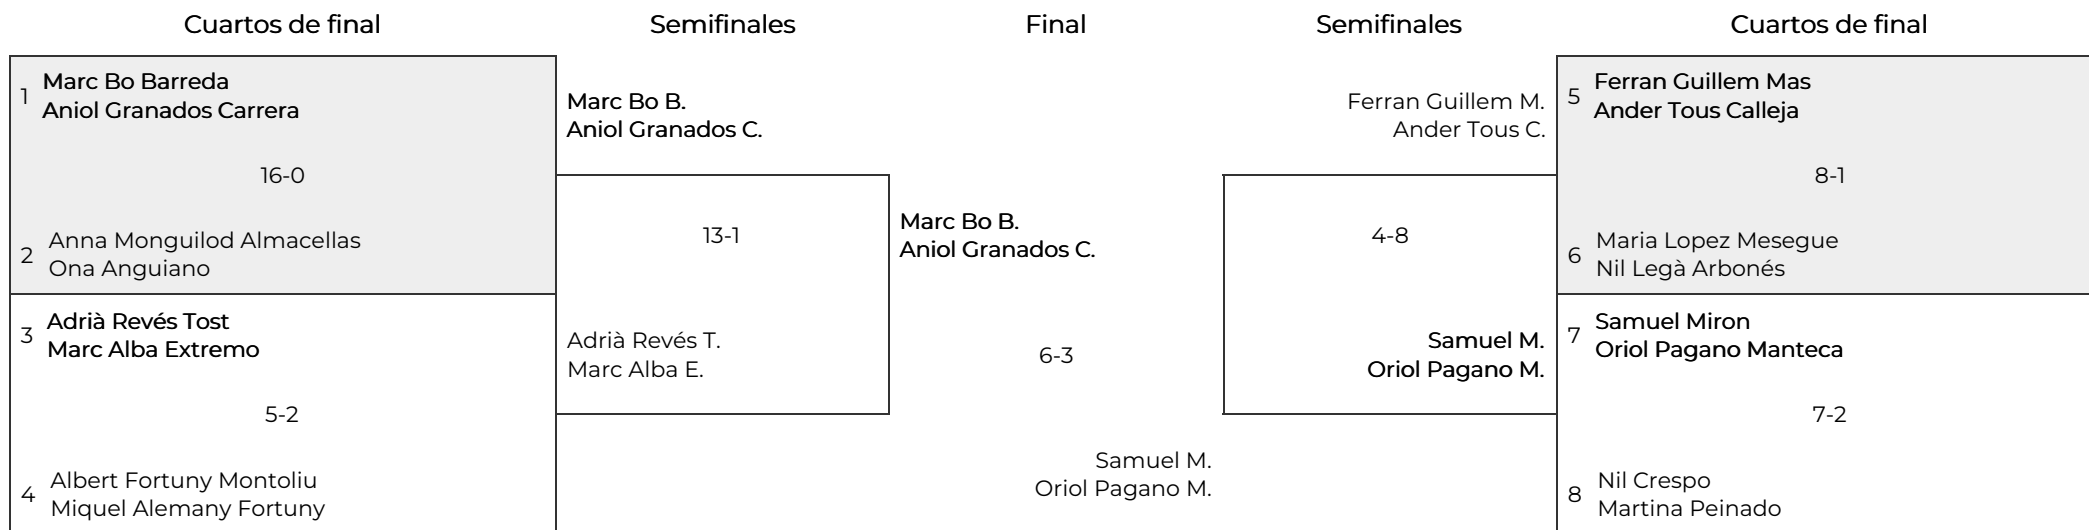 Cuartos de final
Semifinales
Final
Semifinales
Cuartos de final
1
Marc Bo Barreda
Aniol Granados Carrera
16-0
2
Anna Monguilod Almacellas
Ona Anguiano
3
Adrià Revés Tost
Marc Alba Extremo
5-2
4
Albert Fortuny Montoliu
Miquel Alemany Fortuny
Marc Bo B.
Aniol Granados C.
13-1
Adrià Revés T.
Marc Alba E.
Marc Bo B.
Aniol Granados C.
6-3
Samuel M.
Oriol Pagano M.
Ferran Guillem M.
Ander Tous C.
4-8
Samuel M.
Oriol Pagano M.
5
Ferran Guillem Mas
Ander Tous Calleja
8-1
6
Maria Lopez Mesegue
Nil Legà Arbonés
7
Samuel Miron
Oriol Pagano Manteca
7-2
8
Nil Crespo
Martina Peinado